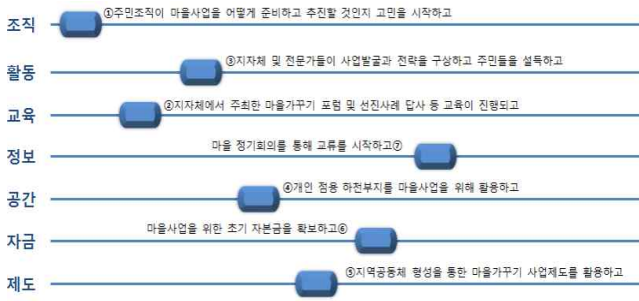 조직 ①주민조직이 마을사업을 어떻게 준비하고 추진할 것인지 고민을 시작하고
활동 ③지자체 및 전문가들이 사업발굴과 전략을 구상하고 주민들을 설득하고
교육 ②지자체에서 주최한 마을가꾸기 포럼 및 선진사례 답사 등 교육이 진행되고
정보 마을 정기회의를 통해 교류를 시작하고⑦
공간 ④개인 점용 하천부지를 마을사업을 위해 활용하고
자금 마을사업을 위한 초기 자본금을 확보하고⑥
제도 ⑤지역공동체 형성을 통한 마을가꾸기 사업제도를 활용하고